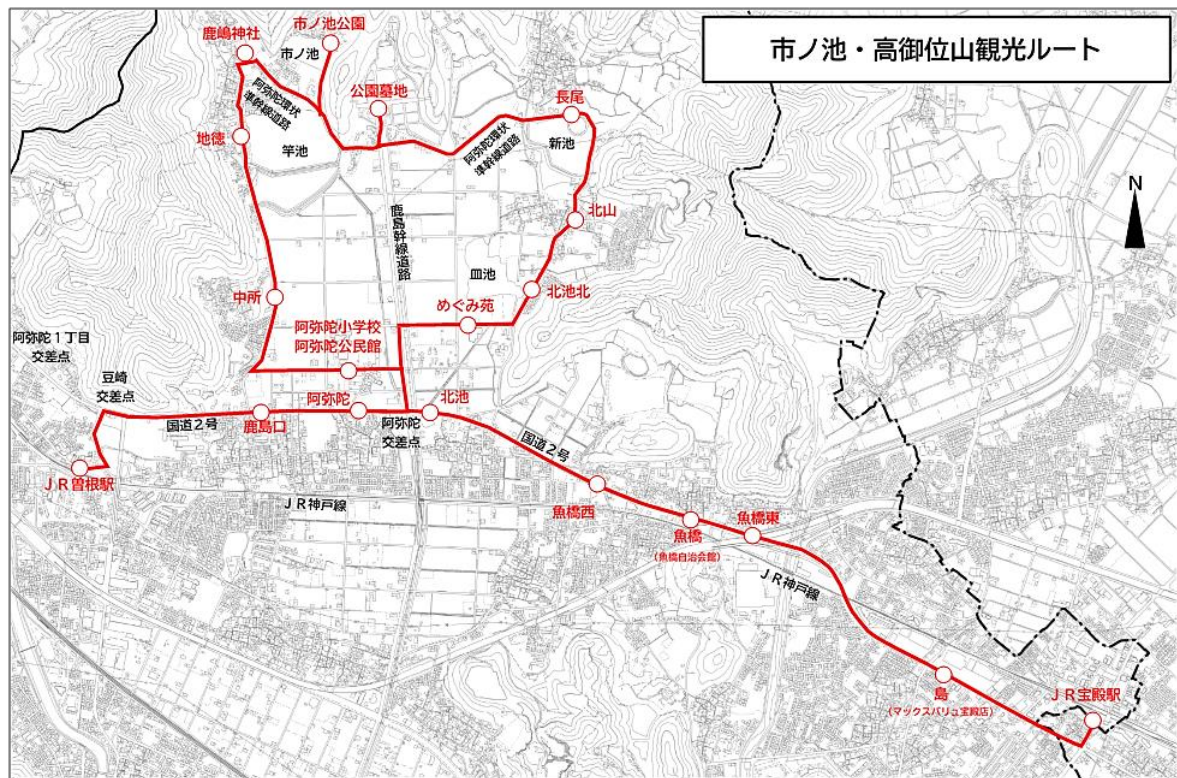 市ノ池・高御位山観光ルート
市ノ池公園
鹿嶋神社
市ノ池
阿弥陀環状
準幹線道路
公園墓地
長尾
地徳
竿池
阿弥陀環状
準幹線道路
新池
N
鹿島幹線道路
北山
皿池
中所
北池北
めぐみ苑
阿弥陀小学校
阿弥陀公民館
阿弥陀1丁目
交差点
豆崎
交差点
国道2号
鹿島口
阿弥陀
阿弥陀
交差点
北池
国道2号
JR曽根駅
JR神戸線
魚橋西
魚橋
(魚橋自治会館)
魚橋東
JR神戸線
島
(マックスバリュ宝殿店)
JR宝殿駅